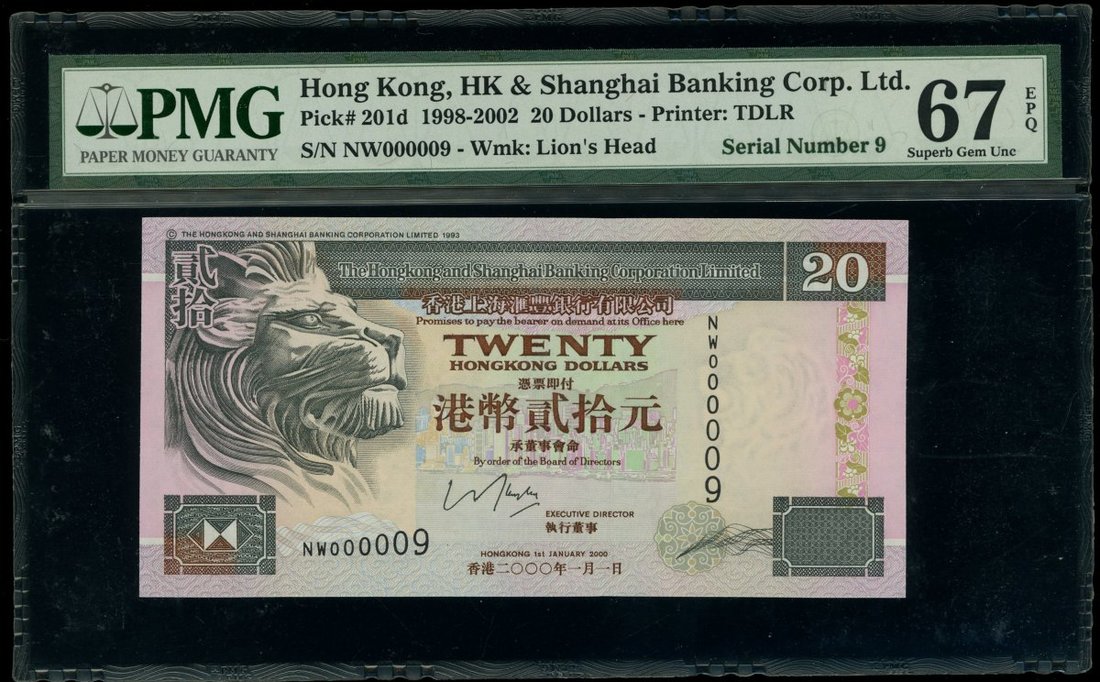 PMG
PAPER MONEY GUARANTY
Hong Kong, HK & Shanghai Banking Corp. Ltd.
Pick# 201d 1998-2002 20 Dollars - Printer: TDLR
S/N NW000009 - Wmk: Lion's Head
Serial Number 9
67
EPQ
Superb Gem Unc
© THE HONGKONG AND SHANGHAI BANKING CORPORATION LIMITED 1993
貳拾
The Hongkong and Shanghai Banking Corporation Limited
20
香港上海滙豐銀行有限公司
Promises to pay the bearer on demand at its Office here
TWENTY
HONGKONG DOLLARS
憑票即付
港幣貳拾元
承董事會命
By order of the Board of Directors
NW000009
EXECUTIVE DIRECTOR
執行董事
NW000009
HONGKONG 1st JANUARY 2000
香港二〇〇〇年一月一日